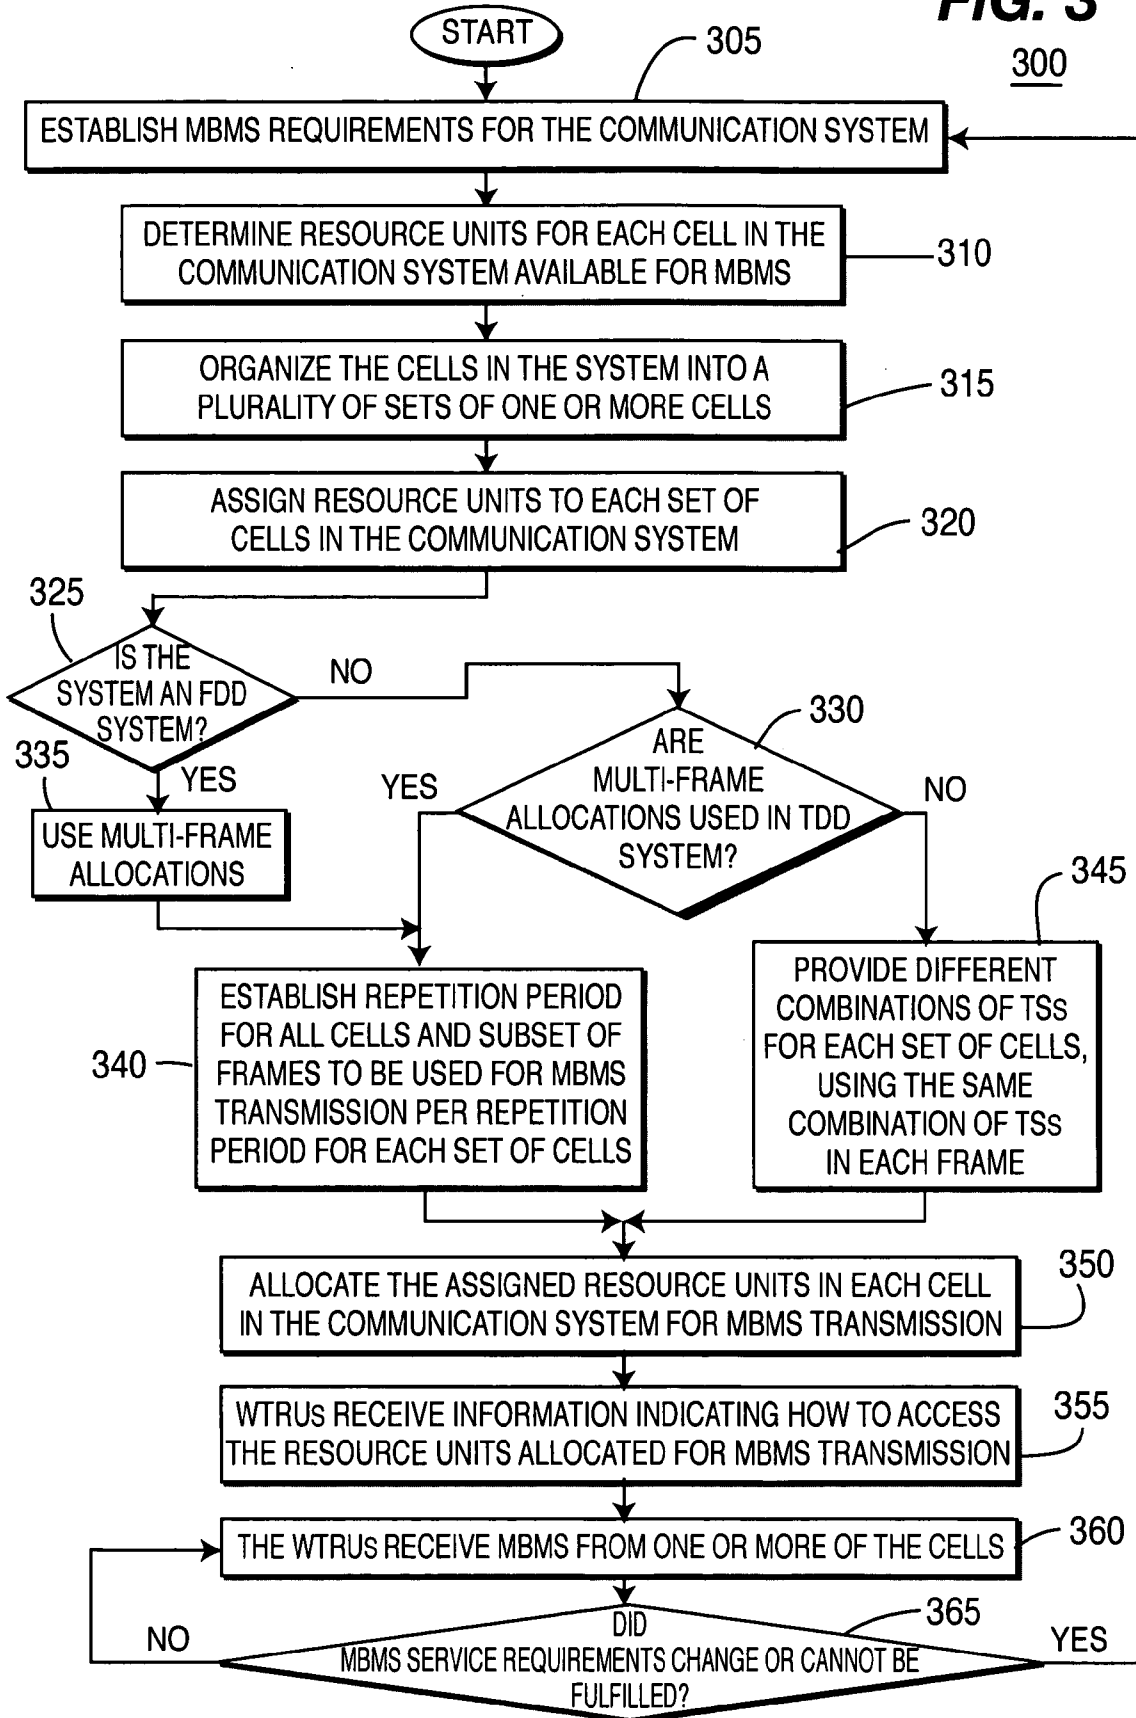 FIG. 3
300
START
305
ESTABLISH MBMS REQUIREMENTS FOR THE COMMUNICATION SYSTEM
DETERMINE RESOURCE UNITS FOR EACH CELL IN THE
COMMUNICATION SYSTEM AVAILABLE FOR MBMS
310
ORGANIZE THE CELLS IN THE SYSTEM INTO A
PLURALITY OF SETS OF ONE OR MORE CELLS
315
ASSIGN RESOURCE UNITS TO EACH SET OF
CELLS IN THE COMMUNICATION SYSTEM
320
325
IS THE
SYSTEM AN FDD
SYSTEM?
NO
YES
330
ARE
MULTI-FRAME
ALLOCATIONS USED IN TDD
SYSTEM?
YES
NO
335
USE MULTI-FRAME
ALLOCATIONS
340
ESTABLISH REPETITION PERIOD
FOR ALL CELLS AND SUBSET OF
FRAMES TO BE USED FOR MBMS
TRANSMISSION PER REPETITION
PERIOD FOR EACH SET OF CELLS
345
PROVIDE DIFFERENT
COMBINATIONS OF TSs
FOR EACH SET OF CELLS,
USING THE SAME
COMBINATION OF TSs
IN EACH FRAME
ALLOCATE THE ASSIGNED RESOURCE UNITS IN EACH CELL
IN THE COMMUNICATION SYSTEM FOR MBMS TRANSMISSION
350
WTRUs RECEIVE INFORMATION INDICATING HOW TO ACCESS
THE RESOURCE UNITS ALLOCATED FOR MBMS TRANSMISSION
355
THE WTRUs RECEIVE MBMS FROM ONE OR MORE OF THE CELLS
360
365
DID
MBMS SERVICE REQUIREMENTS CHANGE OR CANNOT BE
FULFILLED?
NO
YES